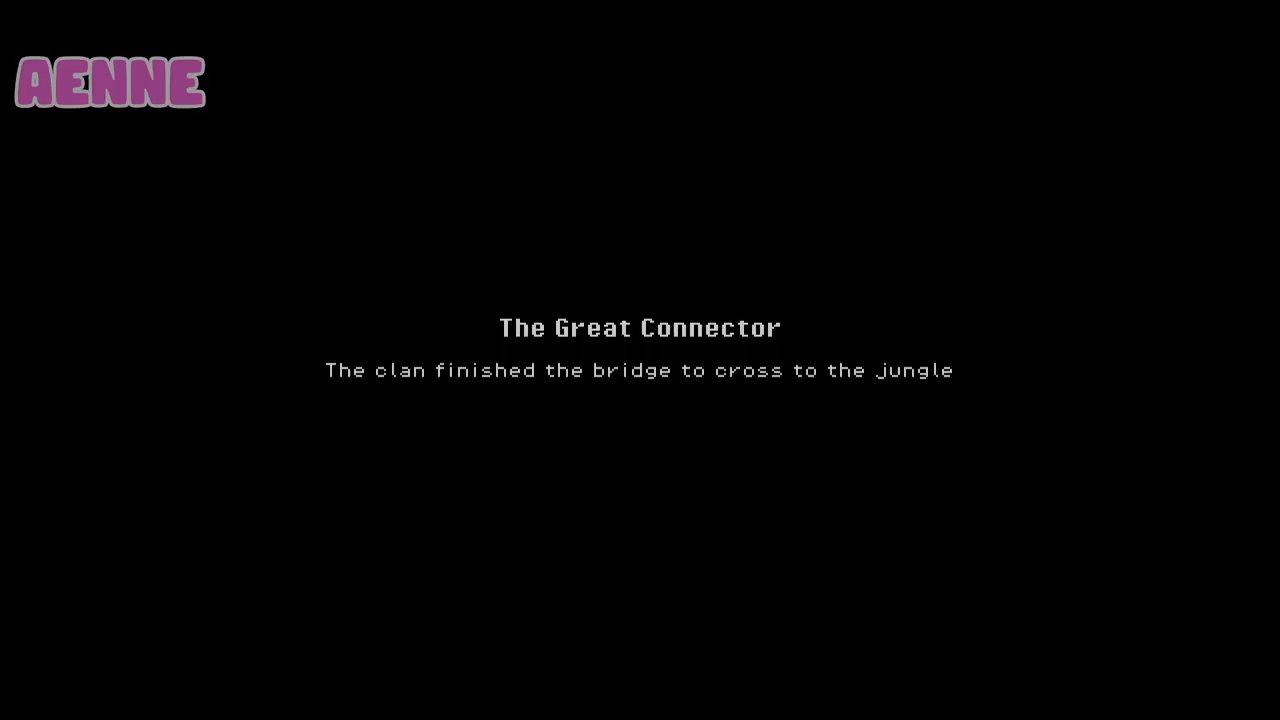 AENNE
The Great Connector
The clan finished the bridge to cross to the jungle